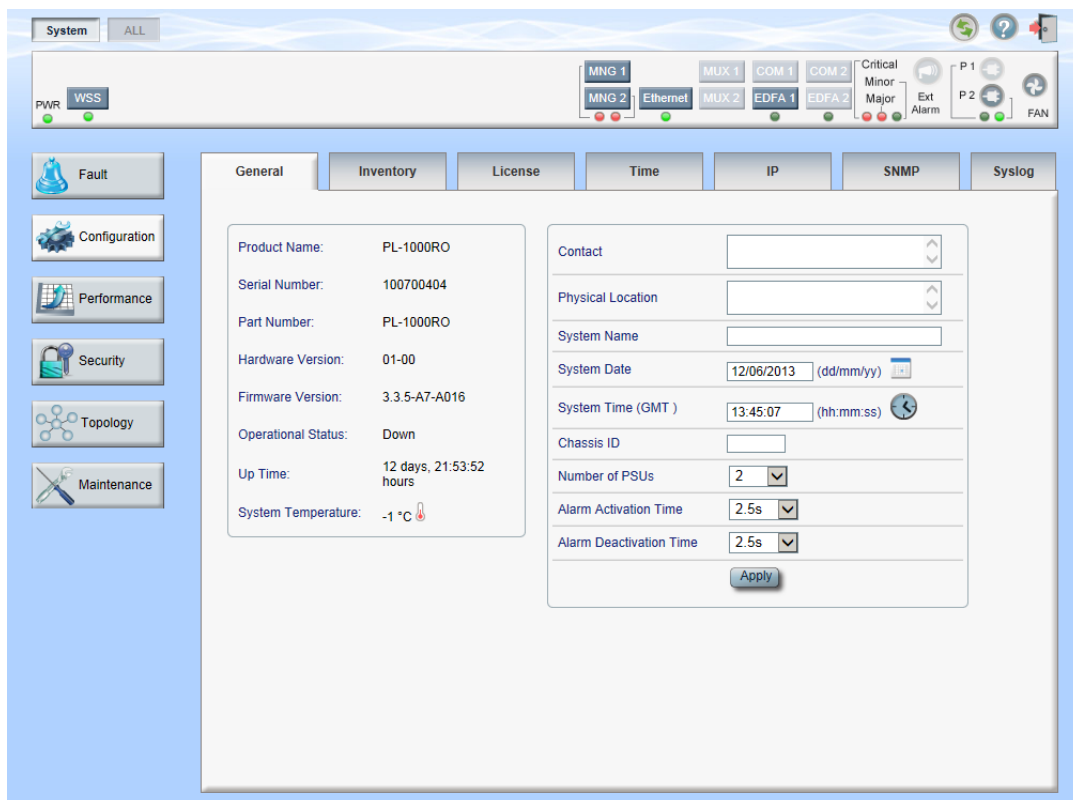 System ALL
PWR WSS
MNG 1 MUX 1 COM 1 COM 2 Critical Minor Major Ext Alarm P 1
MNG 2 Ethernet MUX 2 EDFA 1 EDFA 2 P 2 FAN
Fault
Configuration
Performance
Security
Topology
Maintenance
General Inventory License Time IP SNMP Syslog
Product Name: PL-1000RO
Serial Number: 100700404
Part Number: PL-1000RO
Hardware Version: 01-00
Firmware Version: 3.3.5-A7-A016
Operational Status: Down
Up Time: 12 days, 21:53:52
hours
System Temperature: -1 °C
Contact
Physical Location
System Name
System Date 12/06/2013 (dd/mm/yy)
System Time (GMT ) 13:45:07 (hh:mm:ss)
Chassis ID
Number of PSUs 2
Alarm Activation Time 2.5s
Alarm Deactivation Time 2.5s
Apply